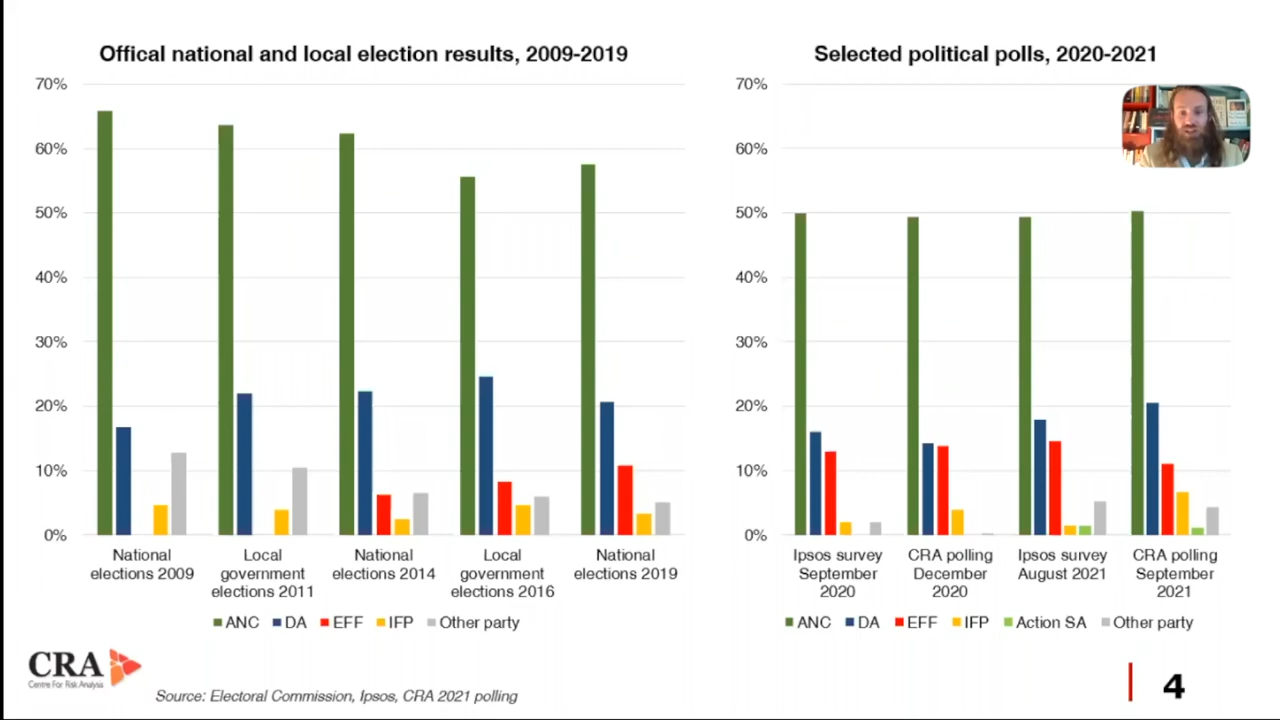 Offical national and local election results, 2009-2019
70%
60%
50%
40%
30%
20%
10%
0%
National
elections 2009
Local
government
elections 2011
National
elections 2014
Local
government
elections 2016
National
elections 2019
ANC DA EFF IFP Other party
Selected political polls, 2020-2021
70%
60%
50%
40%
30%
20%
10%
0%
Ipsos survey
September
2020
CRA polling
December
2020
Ipsos survey
August 2021
CRA polling
September
2021
ANC DA EFF IFP Action SA Other party
CRA
Centre For Risk Analysis
Source: Electoral Commission, Ipsos, CRA 2021 polling
4